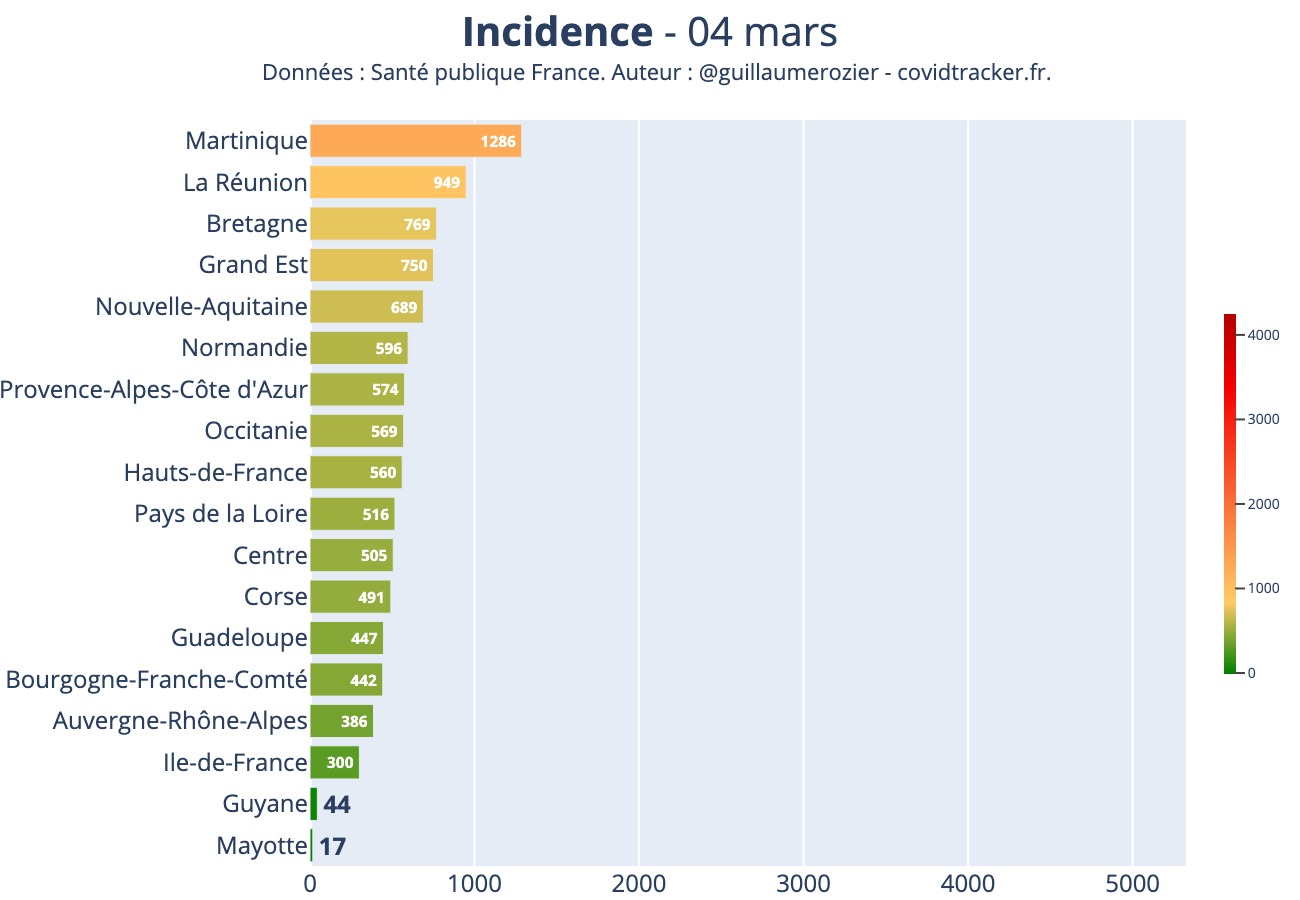 Incidence - 04 mars
Données : Santé publique France. Auteur : @guillaumerozier - covidtracker.fr.
Martinique 1286
La Réunion 949
Bretagne 769
Grand Est 750
Nouvelle-Aquitaine 689
Normandie 596
Provence-Alpes-Côte d'Azur 574
Occitanie 569
Hauts-de-France 560
Pays de la Loire 516
Centre 505
Corse 491
Guadeloupe 447
Bourgogne-Franche-Comté 442
Auvergne-Rhône-Alpes 386
Ile-de-France 300
Guyane 44
Mayotte 17
0 1000 2000 3000 4000 5000
4000
3000
2000
1000
0